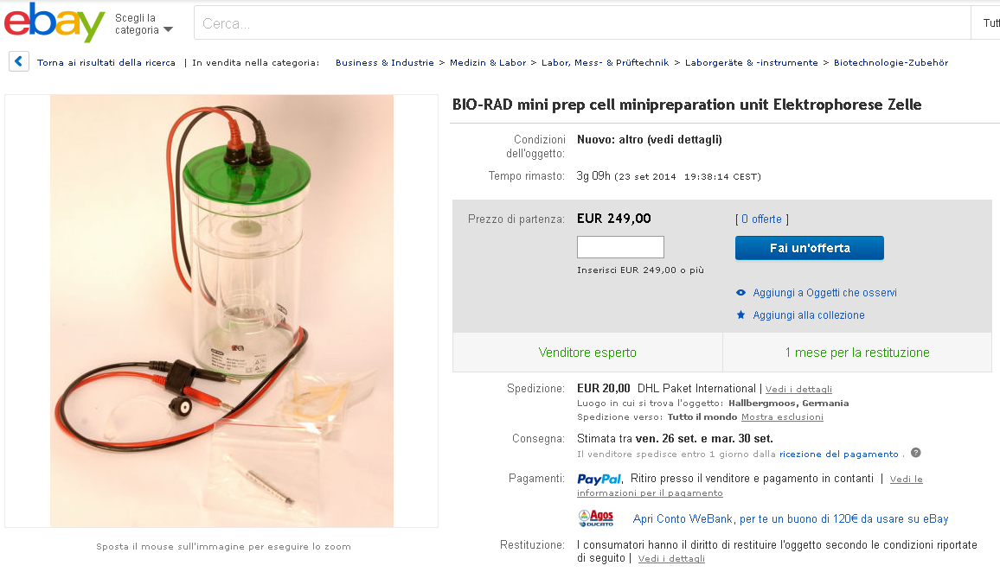 ebay
Scegli la
categoria
Cerca...
Tutt
Torna ai risultati della ricerca | In vendita nella categoria: Business & Industrie > Medizin & Labor > Labor, Mess- & Prüftechnik > Laborgeräte & -instrumente > Biotechnologie-Zubehör
BIO-RAD mini prep cell minipreparation unit Elektrophorese Zelle
Condizioni
dell'oggetto:
Nuovo: altro (vedi dettagli)
Tempo rimasto: 3g 09h (23 set 2014 19:38:14 CEST)
Prezzo di partenza: EUR 249,00 [ 0 offerte ]
Fai un'offerta
Inserisci EUR 249,00 o più
Aggiungi a Oggetti che osservi
Aggiungi alla collezione
Venditore esperto 1 mese per la restituzione
Spedizione: EUR 20,00 DHL Paket International | Vedi i dettagli
Luogo in cui si trova l'oggetto: Hallbergmoos, Germania
Spedizione verso: Tutto il mondo Mostra esclusioni
Consegna: Stimata tra ven. 26 set. e mar. 30 set.
Il venditore spedisce entro 1 giorno dalla ricezione del pagamento . ?
Pagamenti: PayPal, Ritiro presso il venditore e pagamento in contanti | Vedi le
informazioni per il pagamento
Agos DUCATO Apri Conto WeBank, per te un buono di 120€ da usare su eBay
Restituzione: I consumatori hanno il diritto di restituire l'oggetto secondo le condizioni riportate
di seguito | Vedi i dettagli
Sposta il mouse sull'immagine per eseguire lo zoom